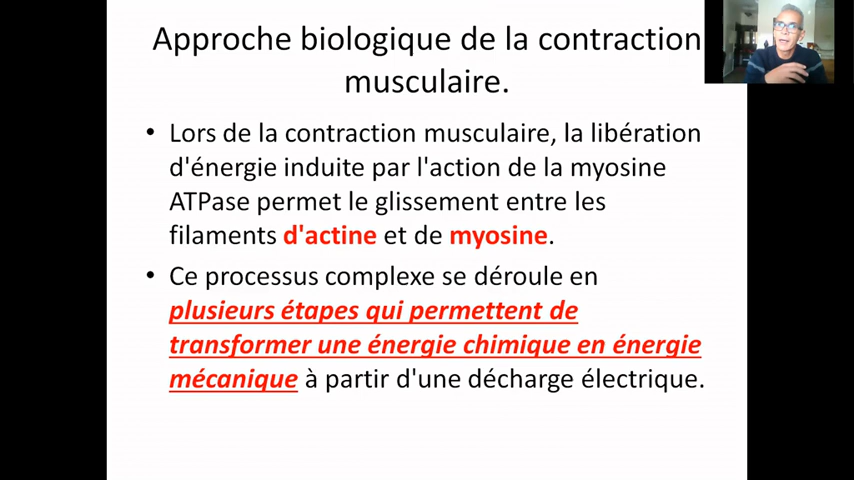 Approche biologique de la contraction
musculaire.
• Lors de la contraction musculaire, la libération
d'énergie induite par l'action de la myosine
ATPase permet le glissement entre les
filaments d'actine et de myosine.
• Ce processus complexe se déroule en
plusieurs étapes qui permettent de
transformer une énergie chimique en énergie
mécanique à partir d'une décharge électrique.